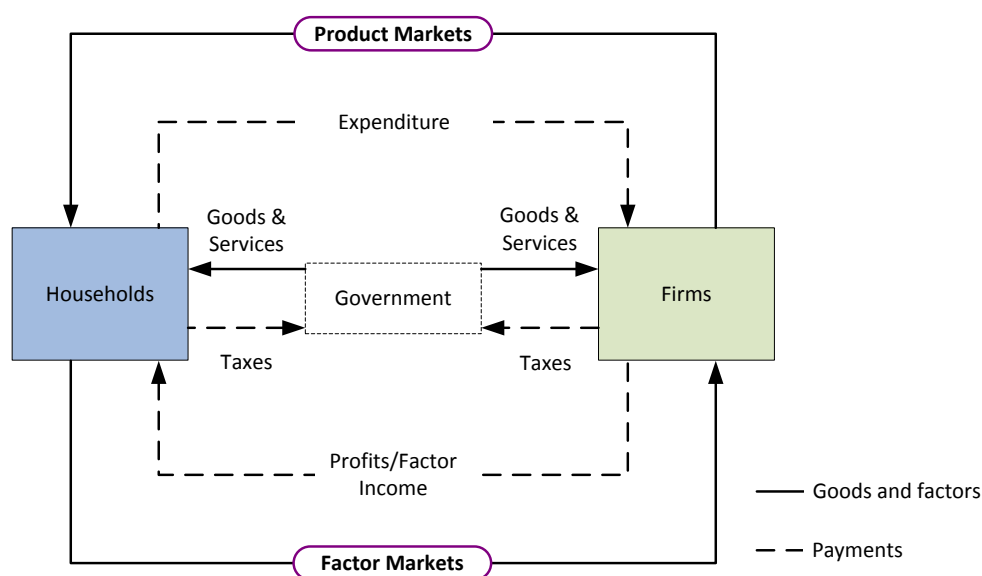 Product Markets
Expenditure
Goods &
Services
Goods &
Services
Households
Government
Firms
Taxes
Taxes
Profits/Factor
Income
Goods and factors
Factor Markets
Payments